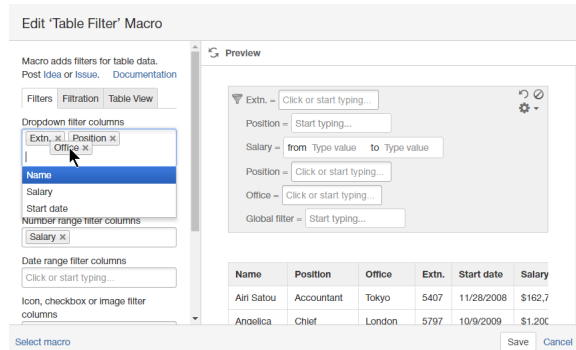 Edit ‘Table Filter’ Macro
Macro adds filters for table data.
Post Idea or Issue. Documentation
Filters Filtration Table View
Dropdown filter columns
Extn. × Position ×
Office ×
Name
Salary
Start date
Number range filter columns
Salary ×
Date range filter columns
Click or start typing...
Icon, checkbox or image filter
columns
Preview
Extn. = Click or start typing...
Position = Start typing...
Salary = from Type value to Type value
Position = Click or start typing...
Office = Click or start typing...
Global filter = Start typing...
Name Position Office Extn. Start date Salary
Airi Satou Accountant Tokyo 5407 11/28/2008 $162,7
Angelica Chief London 5797 10/9/2009 $1,200
Select macro
Save Cancel